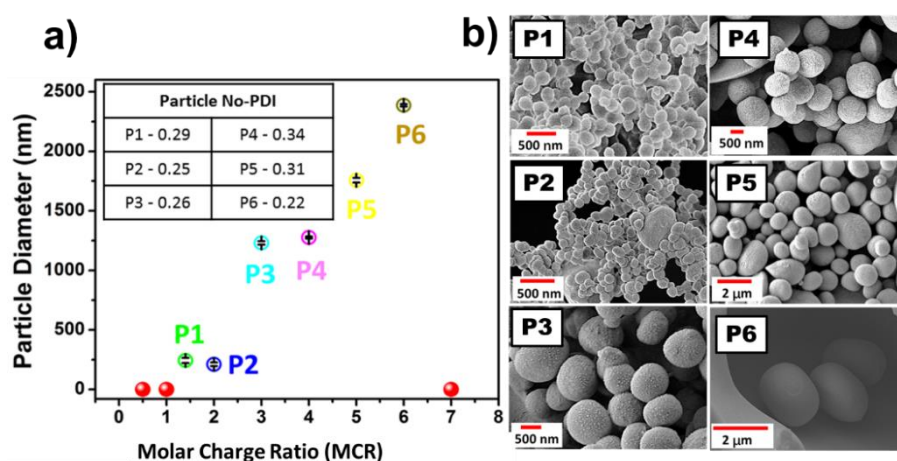 a)
Particle Diameter (nm)
2500
2000
1500
1000
500
0
0 1 2 3 4 5 6 7 8
Molar Charge Ratio (MCR)
Particle No-PDI
P1 - 0.29 P4 - 0.34
P2 - 0.25 P5 - 0.31
P3 - 0.26 P6 - 0.22
P6
P5
P3
P4
P1
P2
b)
P1
500 nm
P4
500 nm
P2
500 nm
P5
2 μm
P3
500 nm
P6
2 μm